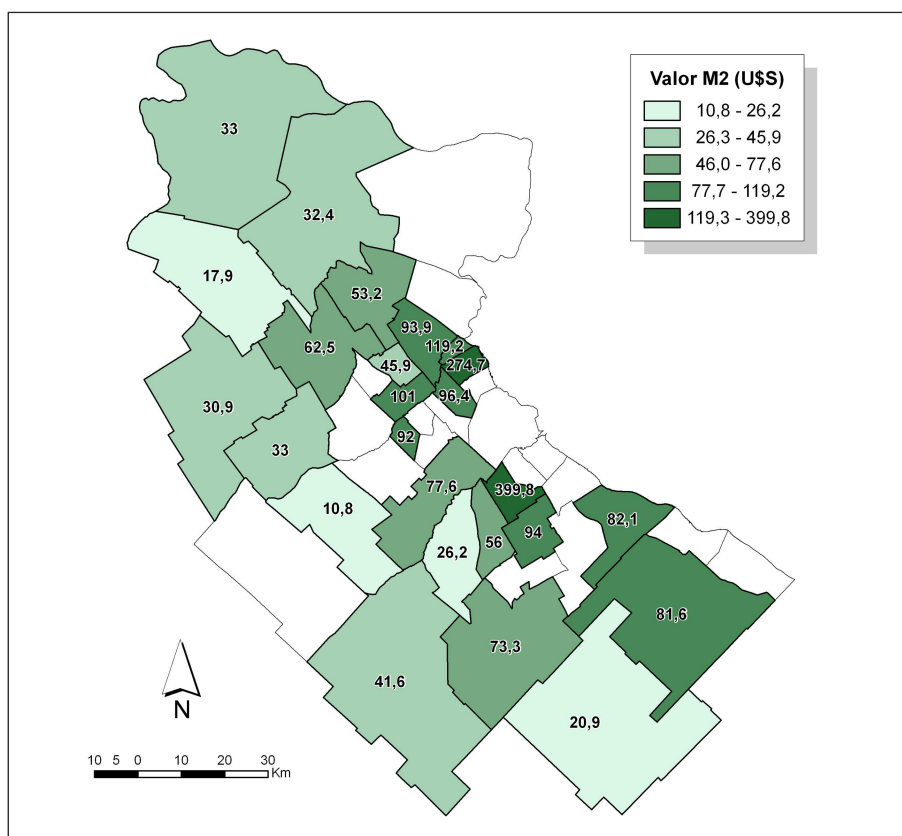 Valor M2 (U$S)
10,8 - 26,2
26,3 - 45,9
46,0 - 77,6
77,7 - 119,2
119,3 - 399,8
33
32,4
17,9
53,2
93,9
62,5
119,2
274,7
45,9
101
96,4
30,9
92
33
77,6
399,8
10,8
82,1
94
56
26,2
81,6
73,3
41,6
20,9
N
10 5 0 10 20 30
Km